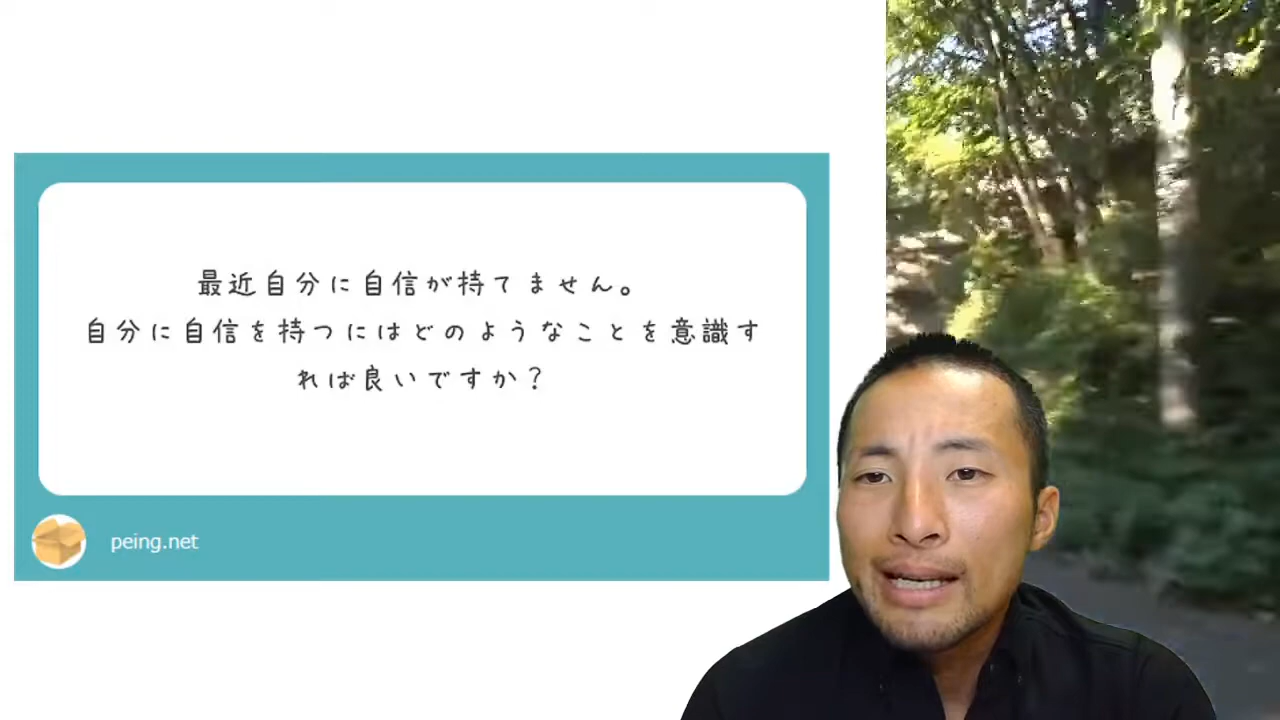 最近自分に自信が持てません。
自分に自信を持つにはどのようなことを意識す
れば良いですか？
peing.net